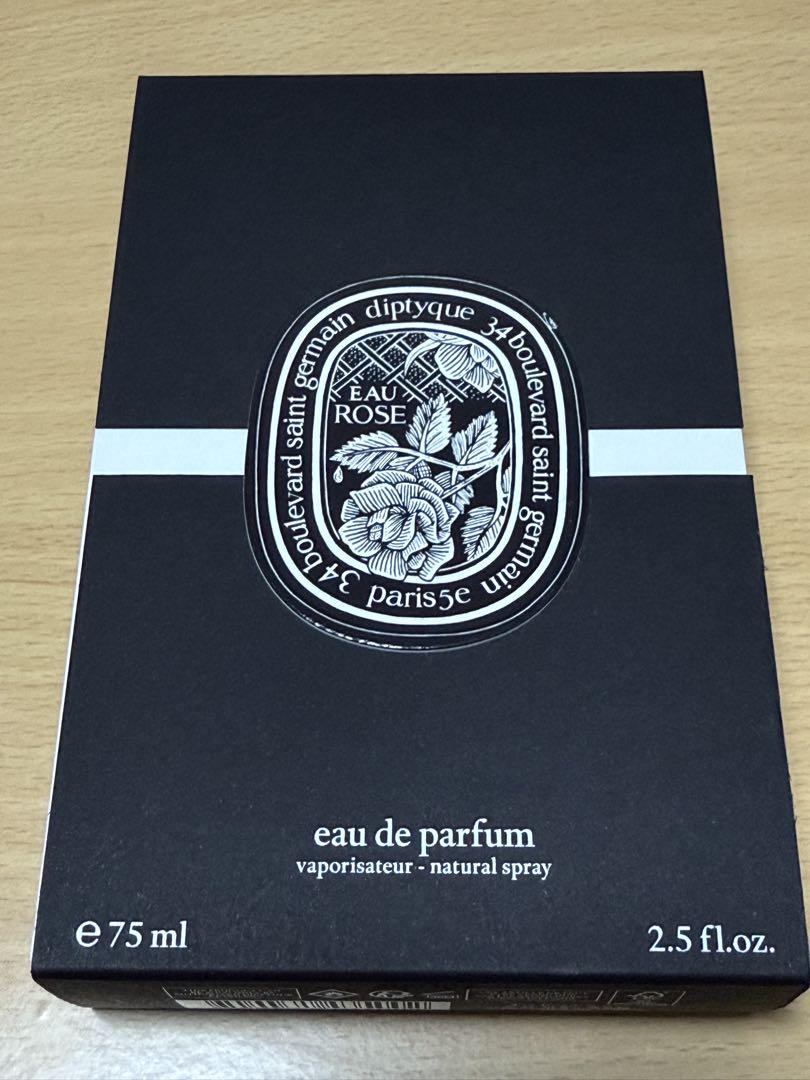 34 boulevard saint germain diptyque 34 boulevard saint germain
paris 5e
ÈAU
ROSE
eau de parfum
vaporisateur - natural spray
e 75 ml
2.5 fl.oz.